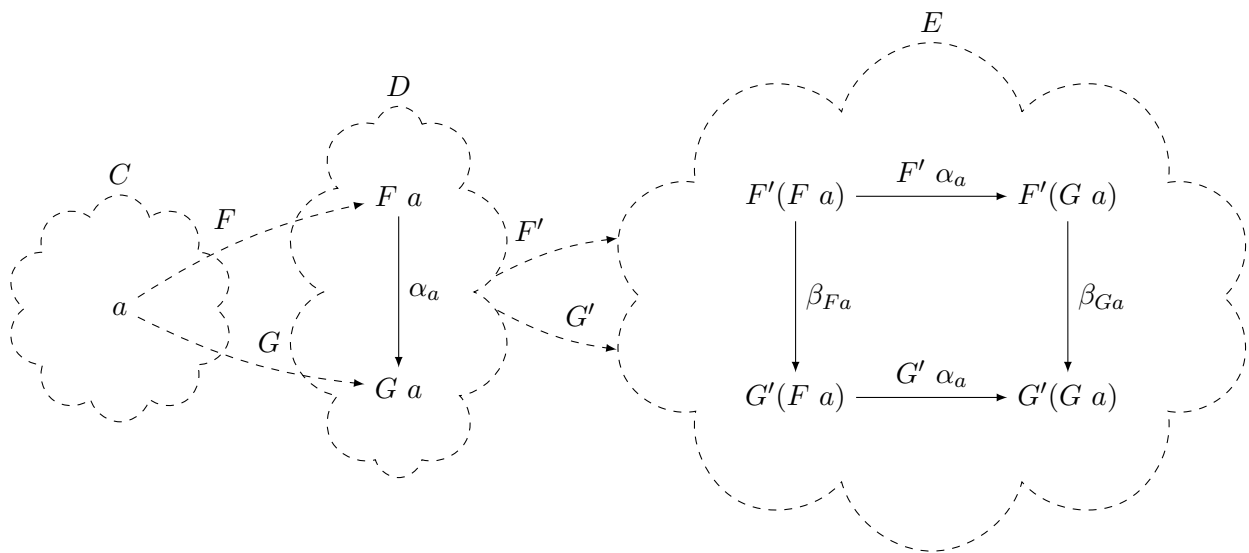 C
a
F
G
D
F a
α_a
G a
F′
G′
E
F′(F a)
F′ α_a
F′(G a)
β_{Fa}
β_{Ga}
G′(F a)
G′ α_a
G′(G a)